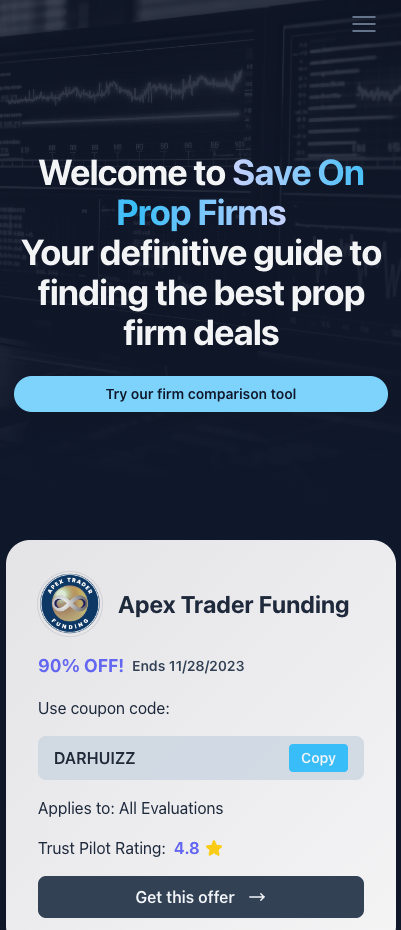 Welcome to Save On
Prop Firms
Your definitive guide to
finding the best prop
firm deals
Try our firm comparison tool
APEX TRADER
FUNDING
Apex Trader Funding
90% OFF! Ends 11/28/2023
Use coupon code:
DARHUIZZ Copy
Applies to: All Evaluations
Trust Pilot Rating: 4.8
Get this offer →